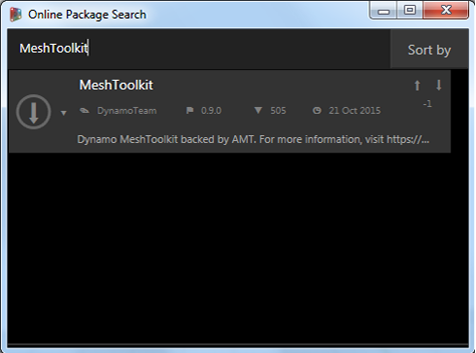 Online Package Search
MeshToolkit
Sort by
MeshToolkit
DynamoTeam 0.9.0 505 21 Oct 2015 -1
Dynamo MeshToolkit backed by AMT. For more information, visit https://...